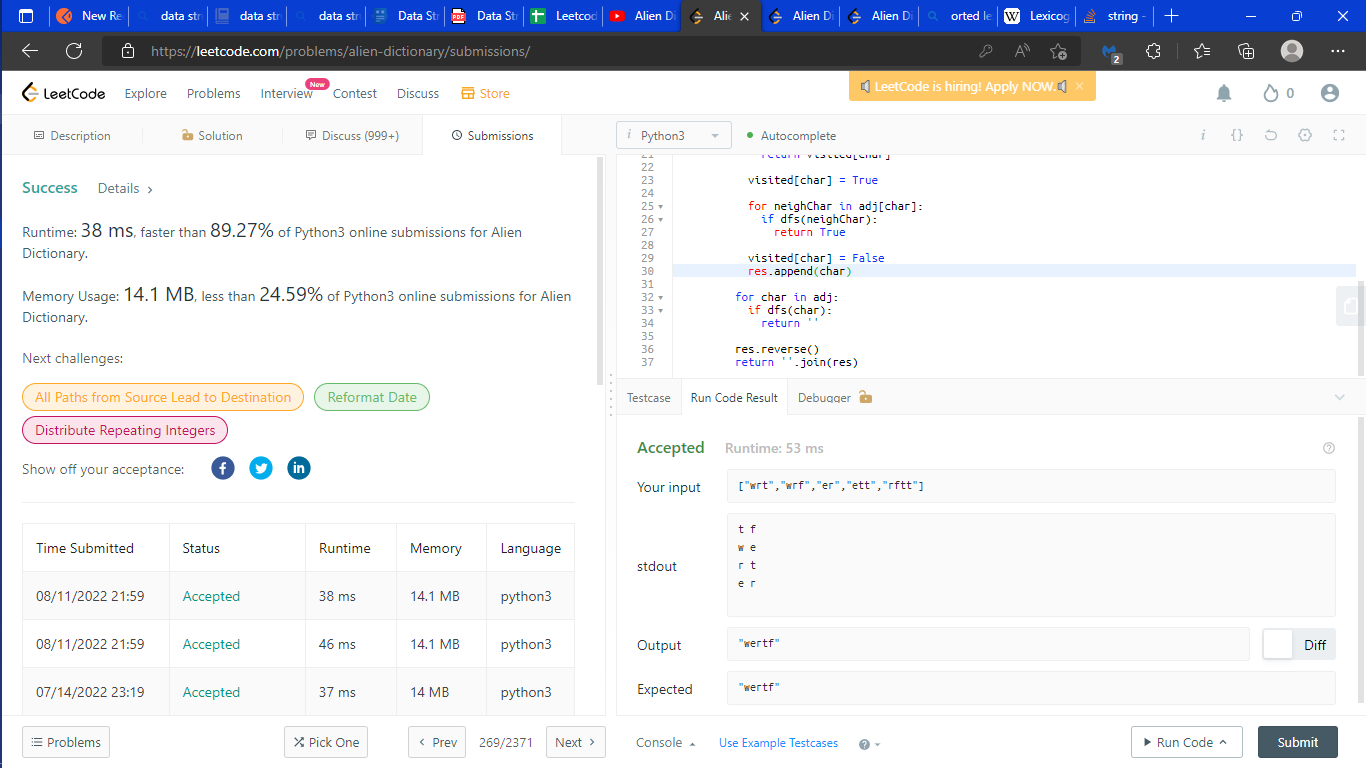 New Re
data str
data str
data str
Data St
Data St
Leetcod
Alien Di
Alie
Alien Di
Alien Di
orted le
Lexicog
string -
https://leetcode.com/problems/alien-dictionary/submissions/
2
LeetCode Explore Problems Interview New Contest Discuss Store
LeetCode is hiring! Apply NOW.
0
Description Solution Discuss (999+) Submissions
Success Details >
Runtime: 38 ms, faster than 89.27% of Python3 online submissions for Alien
Dictionary.
Memory Usage: 14.1 MB, less than 24.59% of Python3 online submissions for Alien
Dictionary.
Next challenges:
All Paths from Source Lead to Destination Reformat Date
Distribute Repeating Integers
Show off your acceptance:
Time Submitted Status Runtime Memory Language
08/11/2022 21:59 Accepted 38 ms 14.1 MB python3
08/11/2022 21:59 Accepted 46 ms 14.1 MB python3
07/14/2022 23:19 Accepted 37 ms 14 MB python3
Problems Pick One < Prev 269/2371 Next >
i Python3 Autocomplete i {}
21 return visited[char]
22
23 visited[char] = True
24
25 for neighChar in adj[char]:
26 if dfs(neighChar):
27 return True
28
29 visited[char] = False
30 res.append(char)
31
32 for char in adj:
33 if dfs(char):
34 return ''
35
36 res.reverse()
37 return ''.join(res)
Testcase Run Code Result Debugger
Accepted Runtime: 53 ms
Your input ["wrt","wrf","er","ett","rftt"]
stdout
t f
w e
r t
e r
Output "wertf" Diff
Expected "wertf"
Console Use Example Testcases Run Code Submit